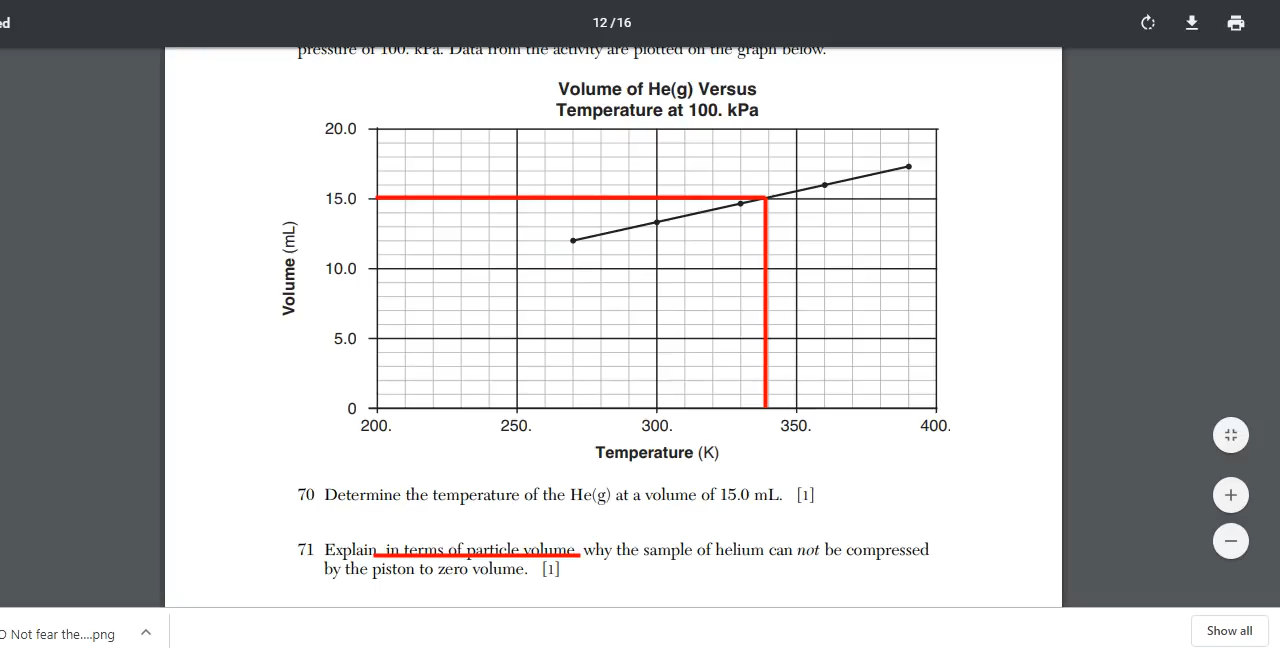 ed
12 / 16
pressure of 100. kPa. Data from the activity are plotted on the graph below.
Volume of He(g) Versus
Temperature at 100. kPa
20.0
15.0
10.0
5.0
0
Volume (mL)
200.
250.
300.
350.
400.
Temperature (K)
70 Determine the temperature of the He(g) at a volume of 15.0 mL. [1]
71 Explain, in terms of particle volume, why the sample of helium can not be compressed
by the piston to zero volume. [1]
O Not fear the....png
Show all